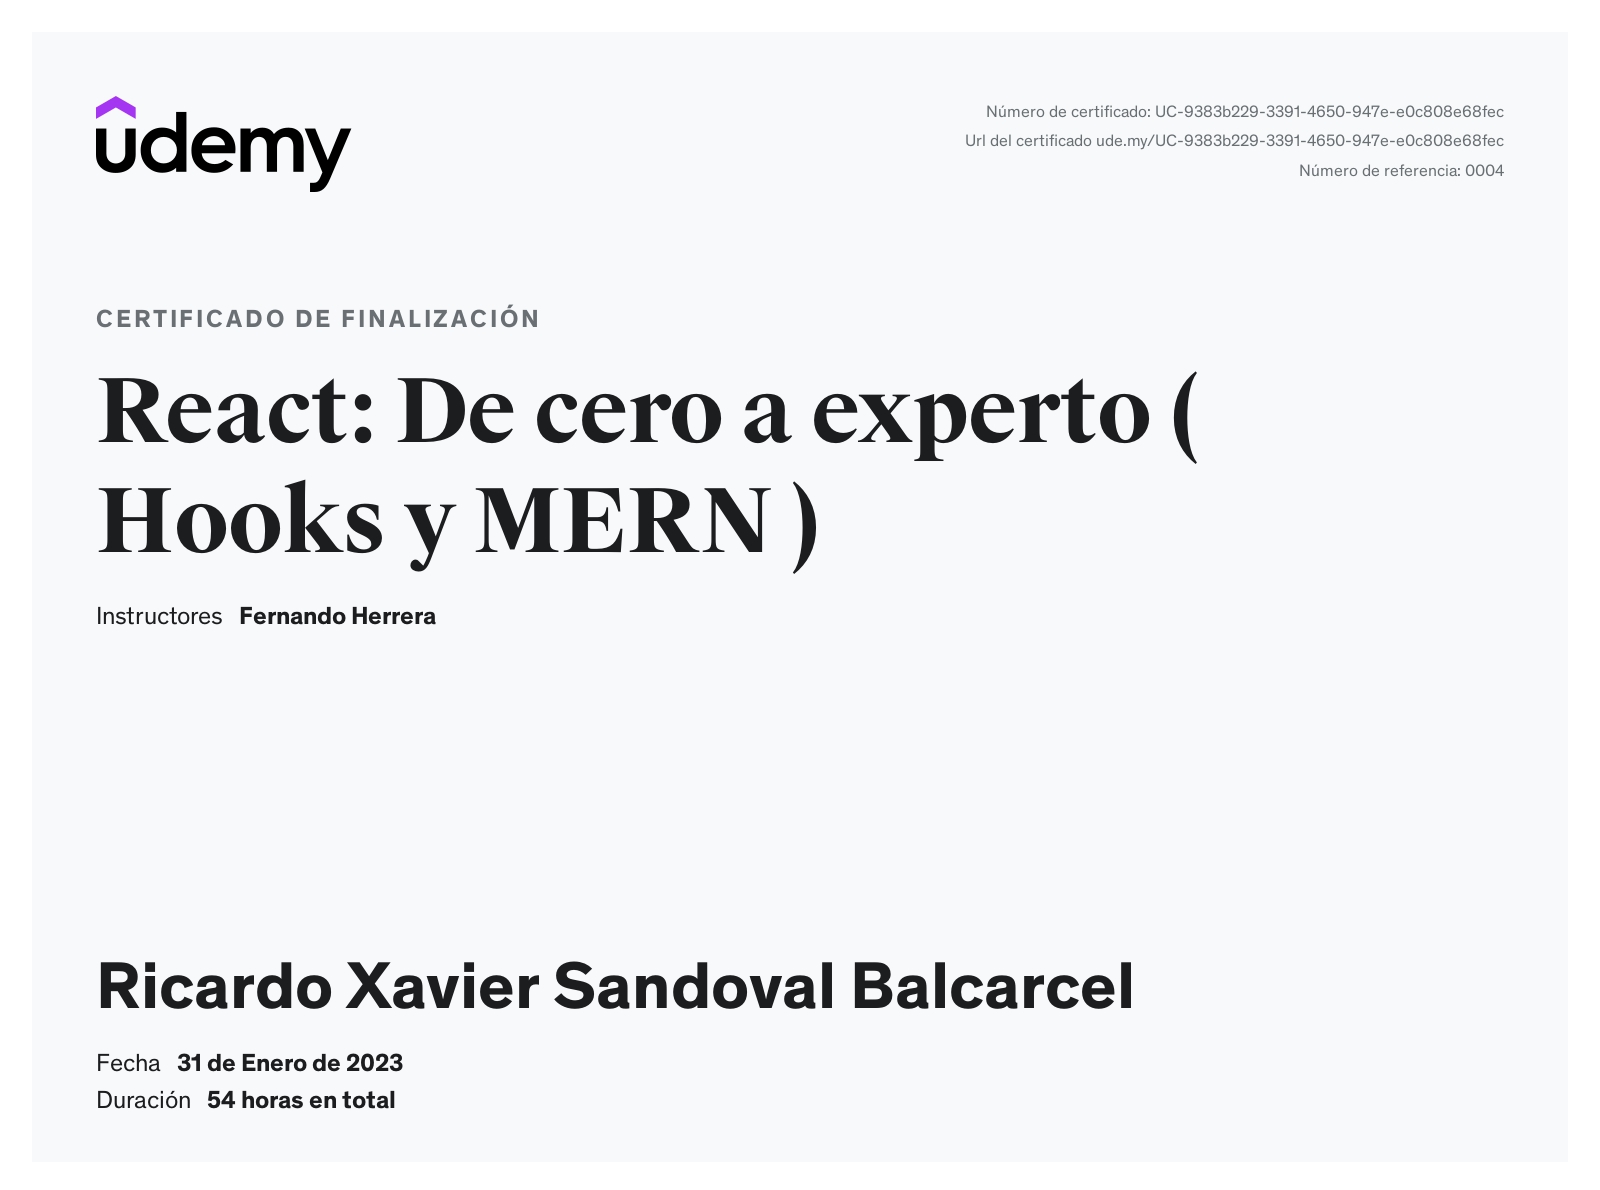 udemy
Número de certificado: UC-9383b229-3391-4650-947e-e0c808e68fec
Url del certificado ude.my/UC-9383b229-3391-4650-947e-e0c808e68fec
Número de referencia: 0004
CERTIFICADO DE FINALIZACIÓN
React: De cero a experto (
Hooks y MERN )
Instructores Fernando Herrera
Ricardo Xavier Sandoval Balcarcel
Fecha 31 de Enero de 2023
Duración 54 horas en total